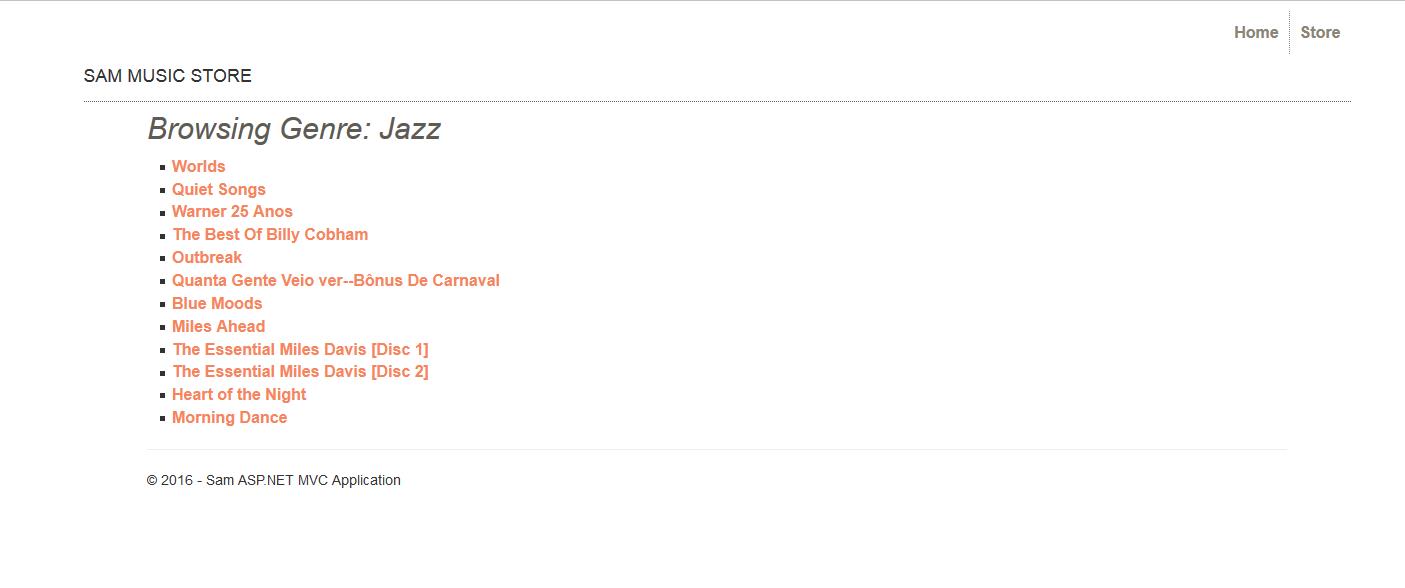 Home Store
SAM MUSIC STORE
Browsing Genre: Jazz
Worlds
Quiet Songs
Warner 25 Anos
The Best Of Billy Cobham
Outbreak
Quanta Gente Veio ver--Bônus De Carnaval
Blue Moods
Miles Ahead
The Essential Miles Davis [Disc 1]
The Essential Miles Davis [Disc 2]
Heart of the Night
Morning Dance
© 2016 - Sam ASP.NET MVC Application